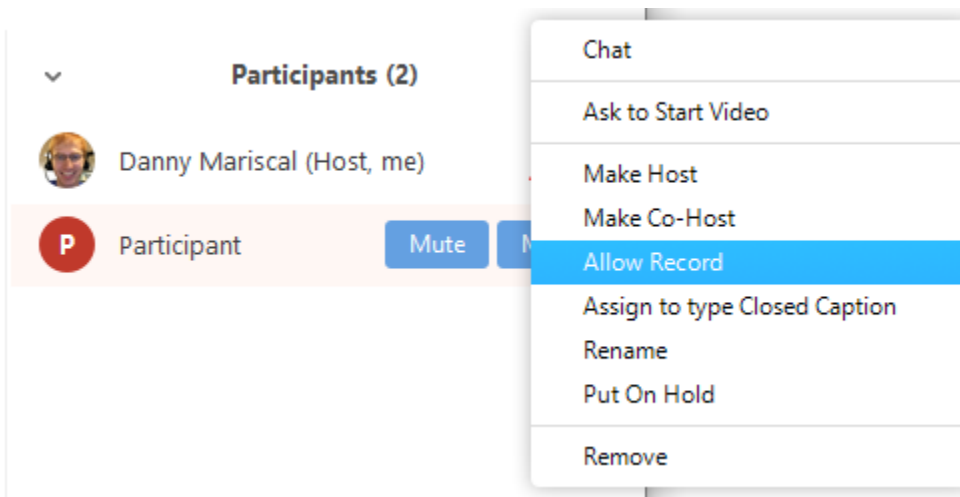 Participants (2)
Danny Mariscal (Host, me)
P Participant Mute
Chat
Ask to Start Video
Make Host
Make Co-Host
Allow Record
Assign to type Closed Caption
Rename
Put On Hold
Remove